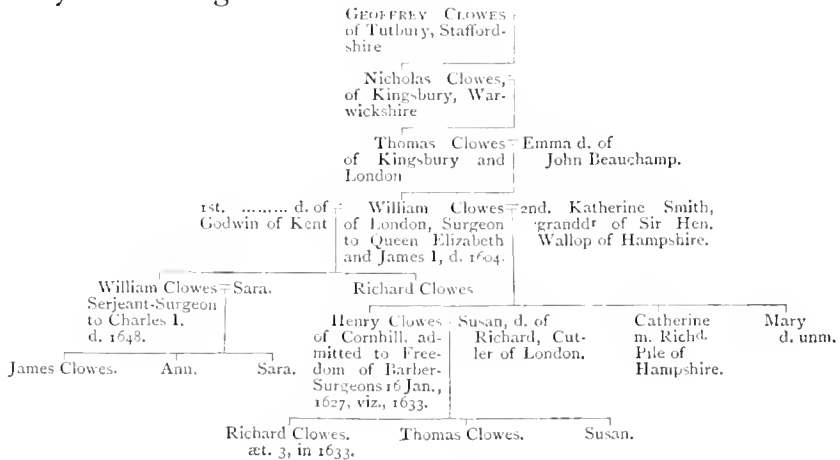 GEOFFREY CLOWES
of Tutbury, Stafford-
shire
Nicholas Clowes,
of Kingsbury, War-
wickshire
Thomas Clowes
of Kingsbury and
London
Emma d. of
John Beauchamp.
1st. ......... d. of
Godwin of Kent
William Clowes
of London, Surgeon
to Queen Elizabeth
and James I, d. 1604.
2nd. Katherine Smith,
grandd^r of Sir Hen.
Wallop of Hampshire.
William Clowes
Serjeant-Surgeon
to Charles I.
d. 1648.
Sara.
Richard Clowes
Henry Clowes
of Cornhill, ad-
mitted to Free-
dom of Barber-
Surgeons 16 Jan.,
1627, viz., 1633.
Susan, d. of
Richard, Cut-
ler of London.
Catherine
m. Richd.
Pile of
Hampshire.
Mary
d. unm.
James Clowes.
Ann.
Sara.
Richard Clowes.
æt. 3, in 1633.
Thomas Clowes.
Susan.